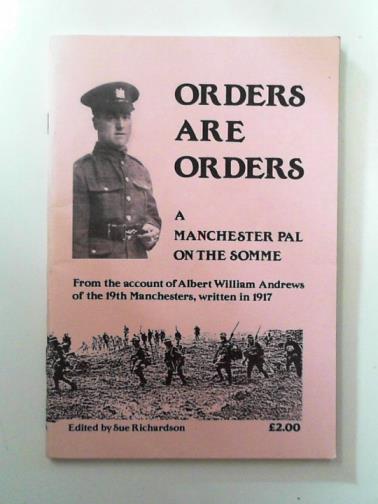 ORDERS
ARE
ORDERS
A
MANCHESTER PAL
ON THE SOMME
From the account of Albert William Andrews
of the 19th Manchesters, written in 1917
Edited by Sue Richardson £2.00